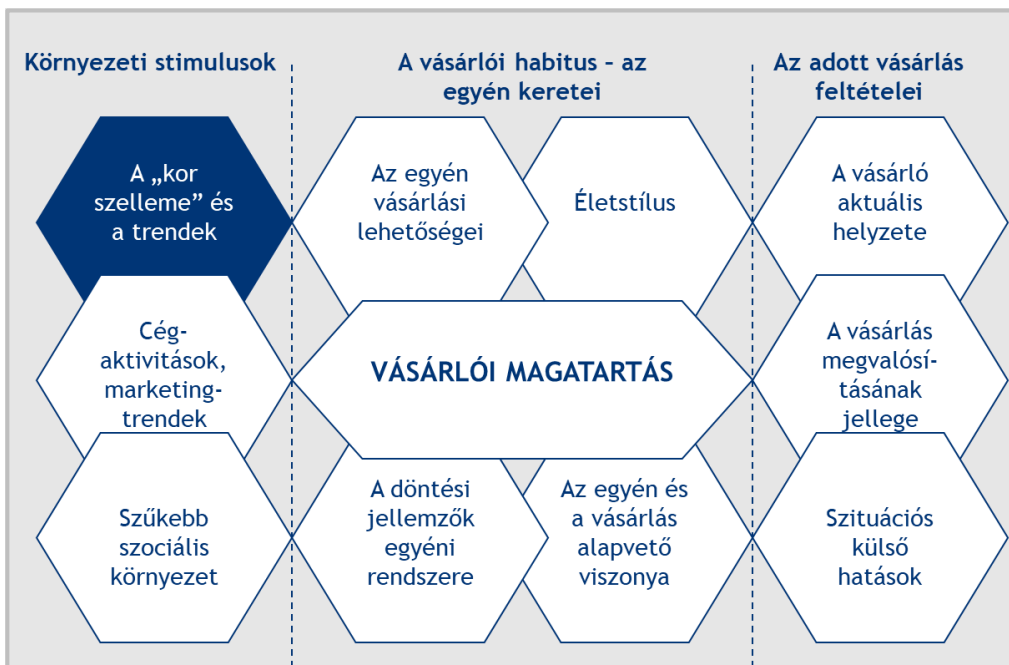 Környezeti stimulusok
A vásárlói habitus – az
egyén keretei
Az adott vásárlás
feltételei
A „kor
szelleme” és
a trendek
Az egyén
vásárlási
lehetőségei
Életstílus
A vásárló
aktuális
helyzete
Cég-
aktivitások,
marketing-
trendek
VÁSÁRLÓI MAGATARTÁS
A vásárlás
megvalósí-
tásának
jellege
Szűkebb
szociális
környezet
A döntési
jellemzők
egyéni
rendszere
Az egyén és
a vásárlás
alapvető
viszonya
Szituációs
külső
hatások